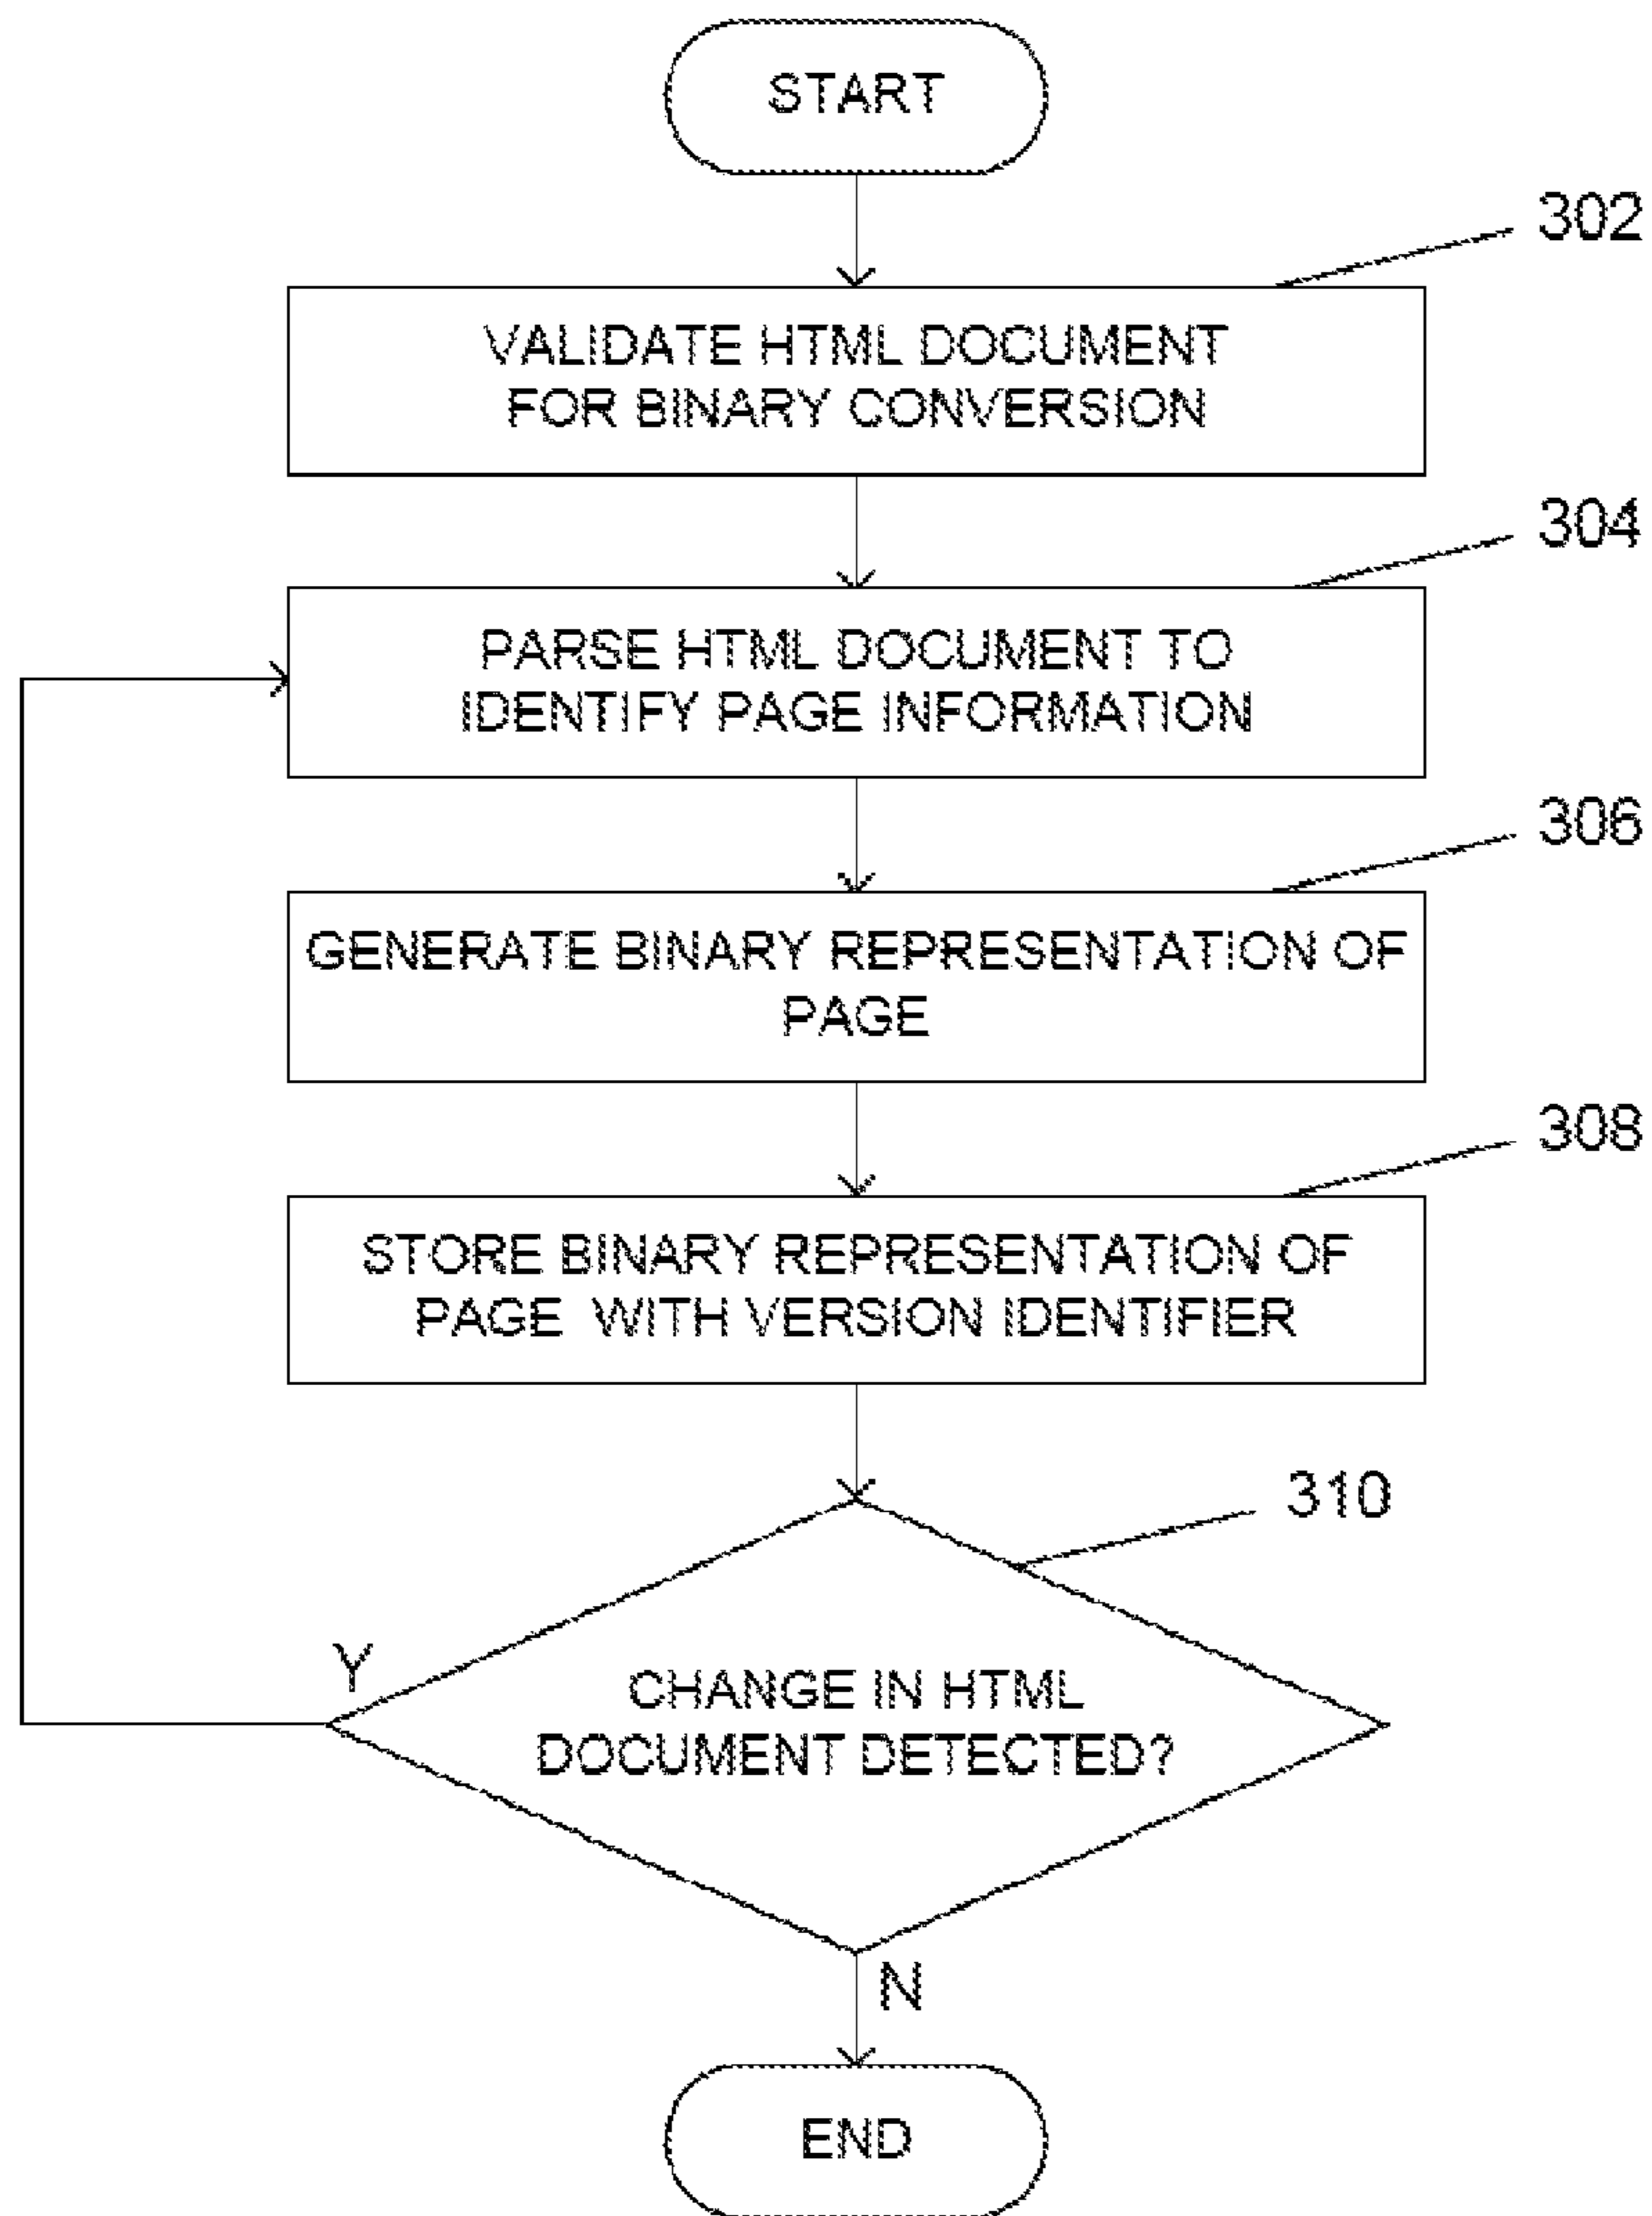 START
302
VALIDATE HTML DOCUMENT
FOR BINARY CONVERSION
304
PARSE HTML DOCUMENT TO
IDENTIFY PAGE INFORMATION
306
GENERATE BINARY REPRESENTATION OF
PAGE
308
STORE BINARY REPRESENTATION OF
PAGE WITH VERSION IDENTIFIER
310
Y
CHANGE IN HTML
DOCUMENT DETECTED?
N
END